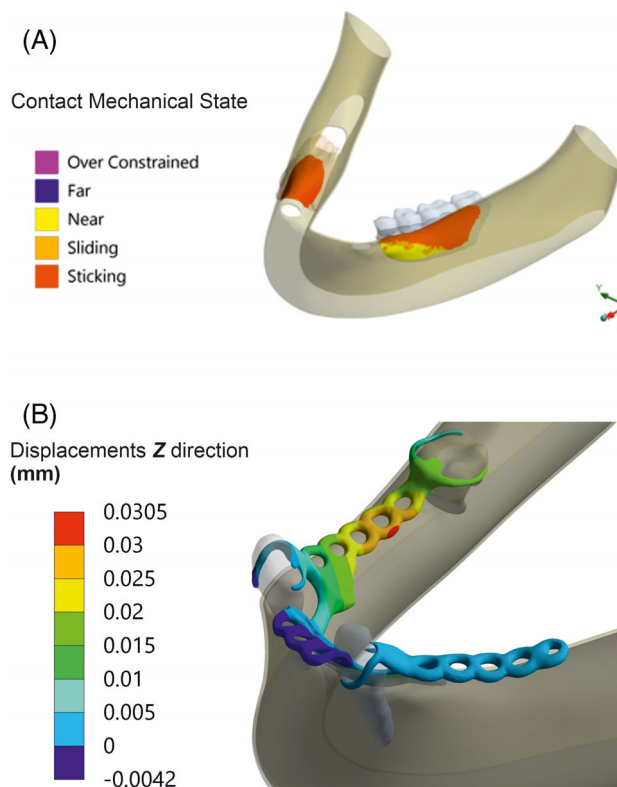 (A)
Contact Mechanical State
Over Constrained
Far
Near
Sliding
Sticking
Y
(B)
Displacements Z direction
(mm)
0.0305
0.03
0.025
0.02
0.015
0.01
0.005
0
-0.0042